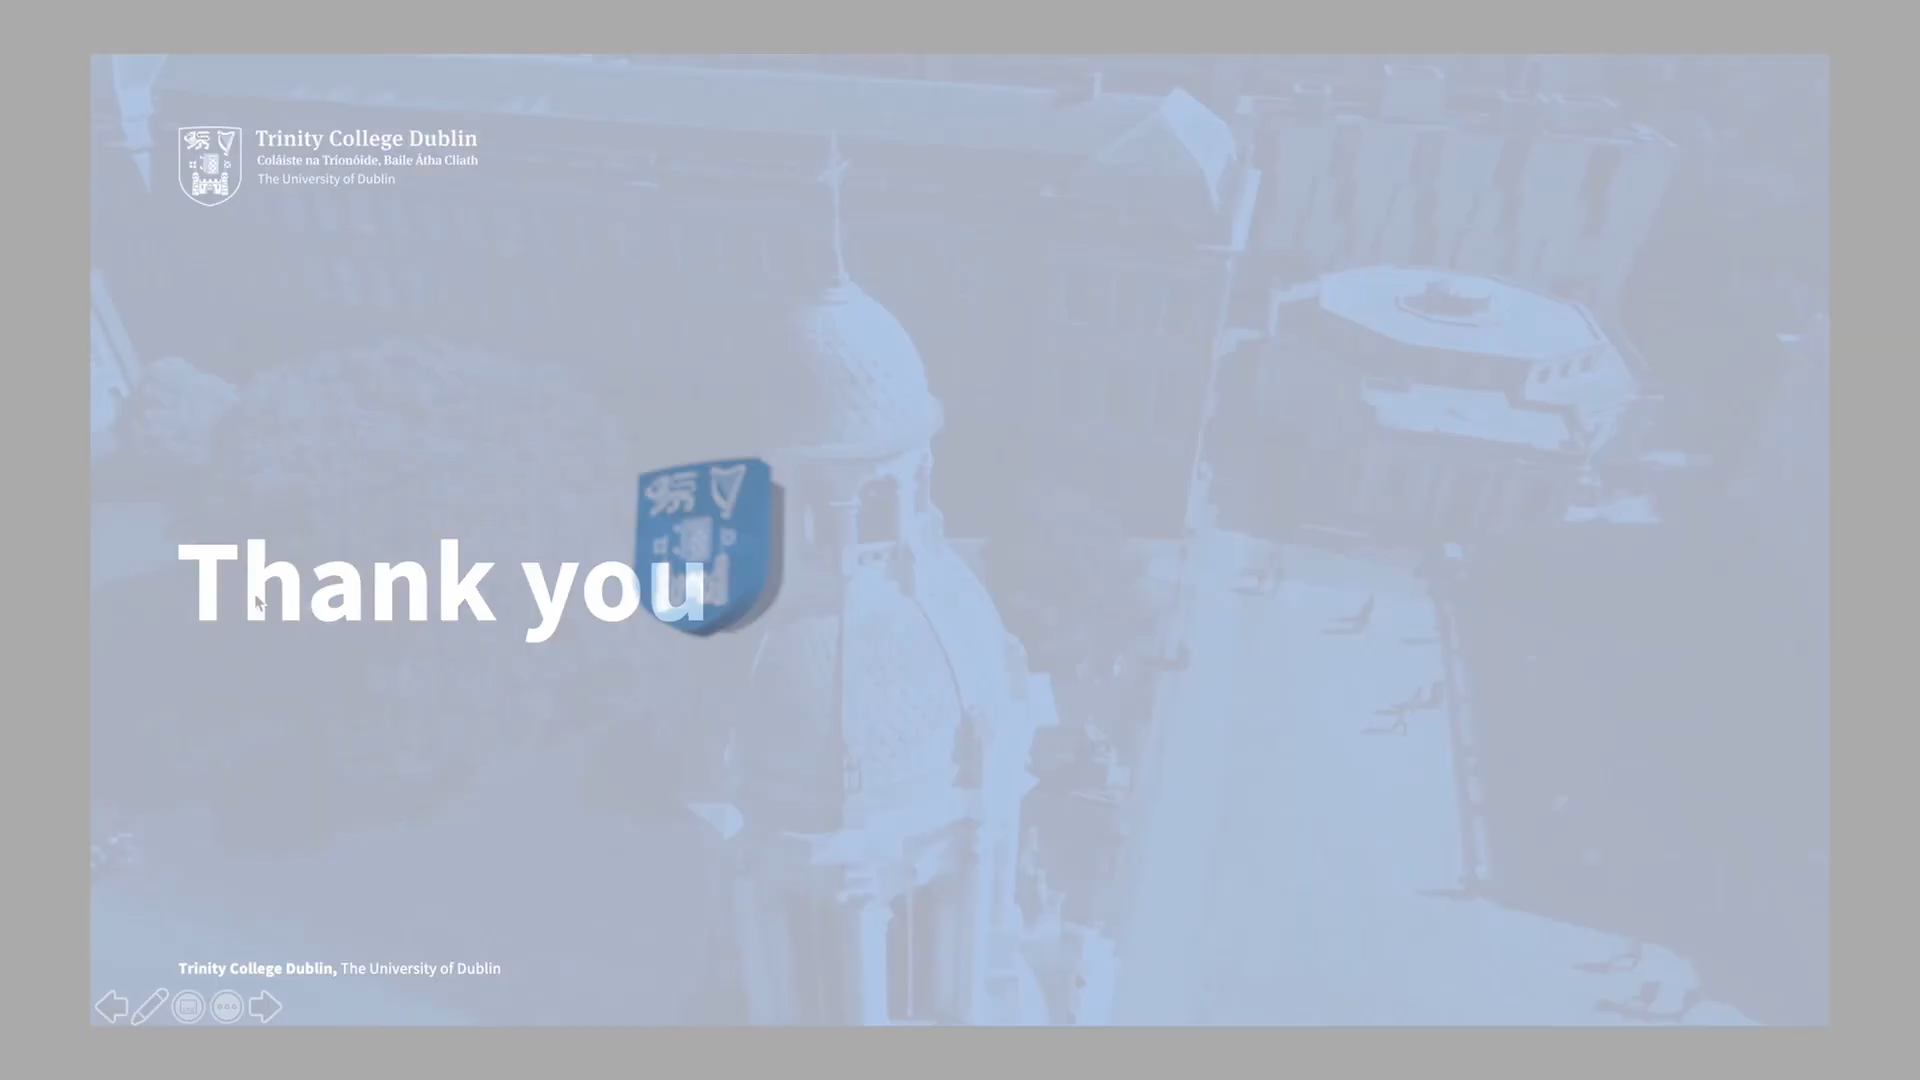 Trinity College Dublin
Coláiste na Tríonóide, Baile Átha Cliath
The University of Dublin
Thank you
Trinity College Dublin, The University of Dublin